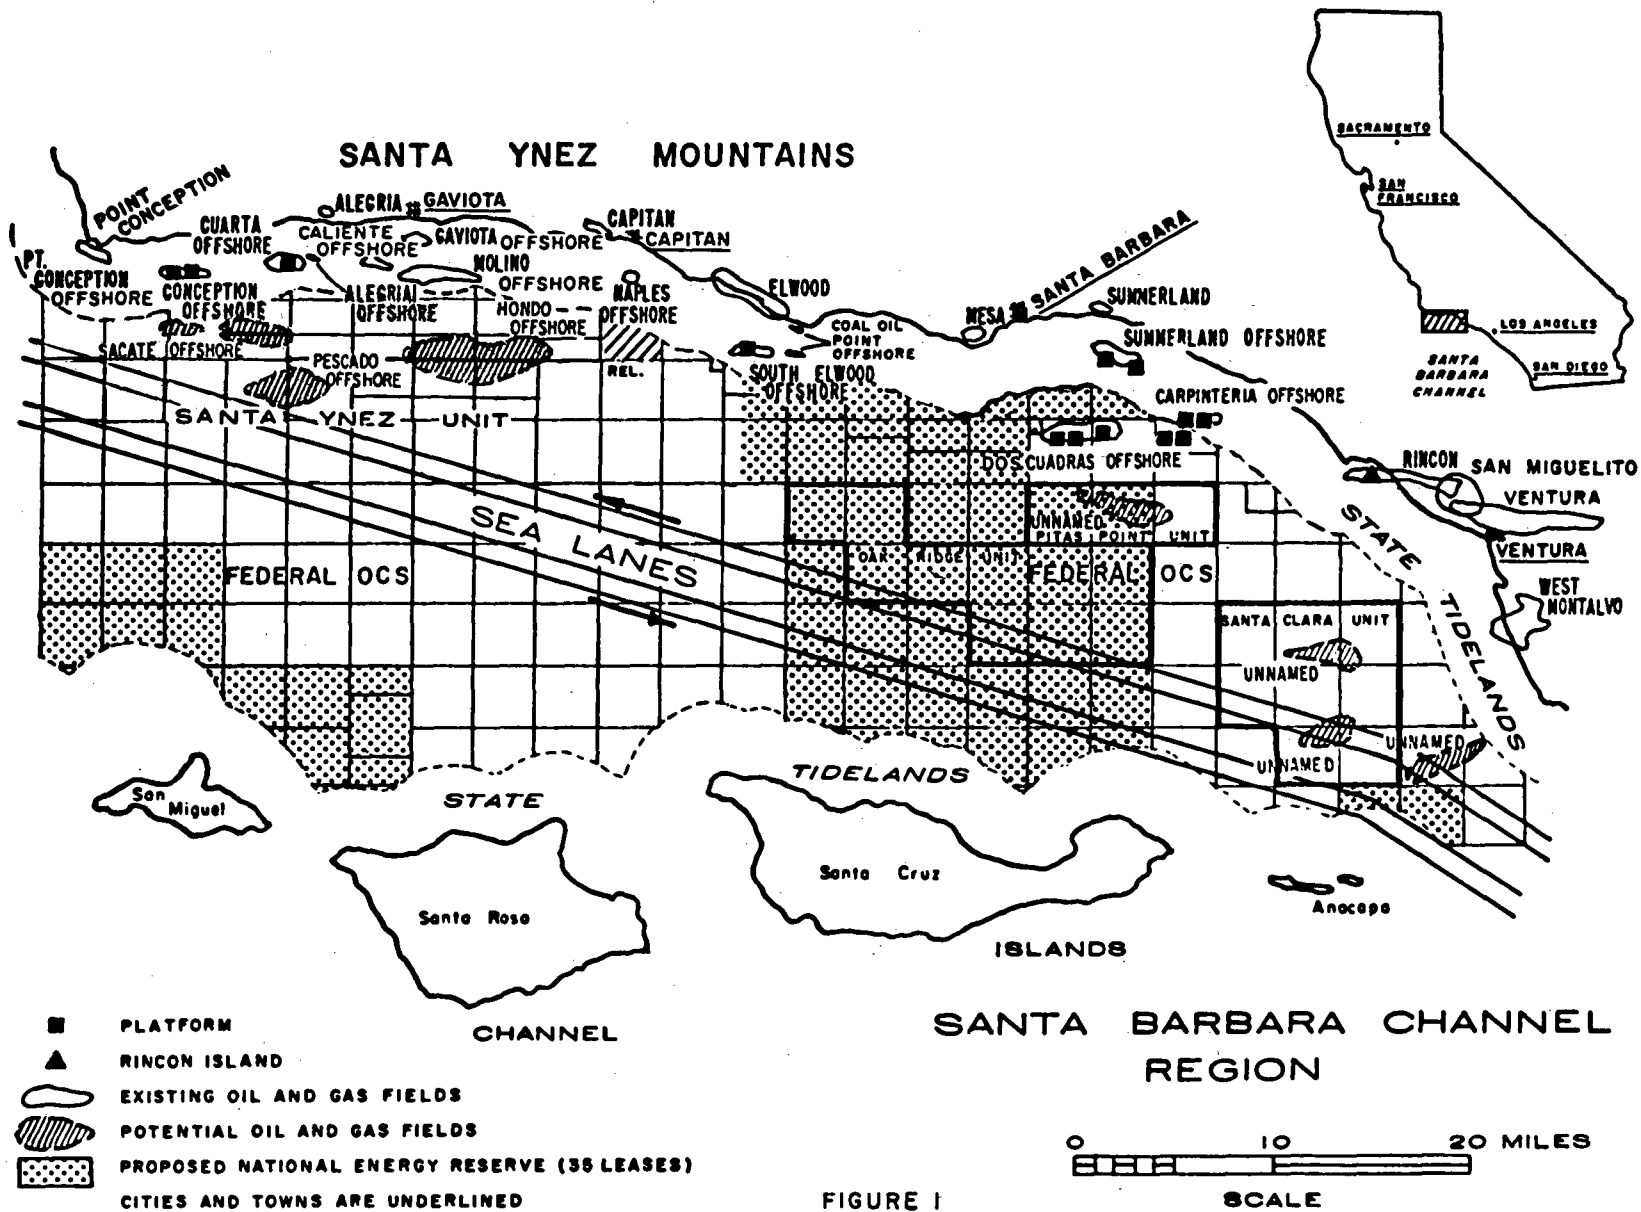 SANTA YNEZ MOUNTAINS
SACRAMENTO
SAN
FRANCISCO
LOS ANGELES
SAN DIEGO
SANTA
BARBARA
CHANNEL
POINT
CONCEPTION
ALEGRIA
GAVIOTA
CUARTA
OFFSHORE
CALIENTE
OFFSHORE
GAVIOTA OFFSHORE
CAPITAN
CAPITAN
MOLINO
OFFSHORE
PT.
CONCEPTION
OFFSHORE
CONCEPTION
OFFSHORE
ALEGRIA
OFFSHORE
HONDO
OFFSHORE
NAPLES
OFFSHORE
ELWOOD
COAL OIL
POINT
OFFSHORE
MESA
SANTA BARBARA
SUMMERLAND
SUMMERLAND OFFSHORE
SACATE OFFSHORE
PESCADO
OFFSHORE
REL.
SOUTH ELWOOD
OFFSHORE
CARPINTERIA OFFSHORE
SANTA YNEZ UNIT
DOS CUADRAS OFFSHORE
RINCON
SAN MIGUELITO
VENTURA
VENTURA
WEST
MONTALVO
SEA LANES
UNNAMED
PITAS POINT UNIT
OAK RIDGE UNIT
FEDERAL OCS
FEDERAL OCS
STATE TIDELANDS
SANTA CLARA UNIT
UNNAMED
UNNAMED
UNNAMED
STATE
TIDELANDS
San
Miguel
Santa Rosa
Santa Cruz
Anacapa
CHANNEL
ISLANDS
SANTA BARBARA CHANNEL
REGION
PLATFORM
RINCON ISLAND
EXISTING OIL AND GAS FIELDS
POTENTIAL OIL AND GAS FIELDS
PROPOSED NATIONAL ENERGY RESERVE (35 LEASES)
CITIES AND TOWNS ARE UNDERLINED
0 10 20 MILES
SCALE
FIGURE 1